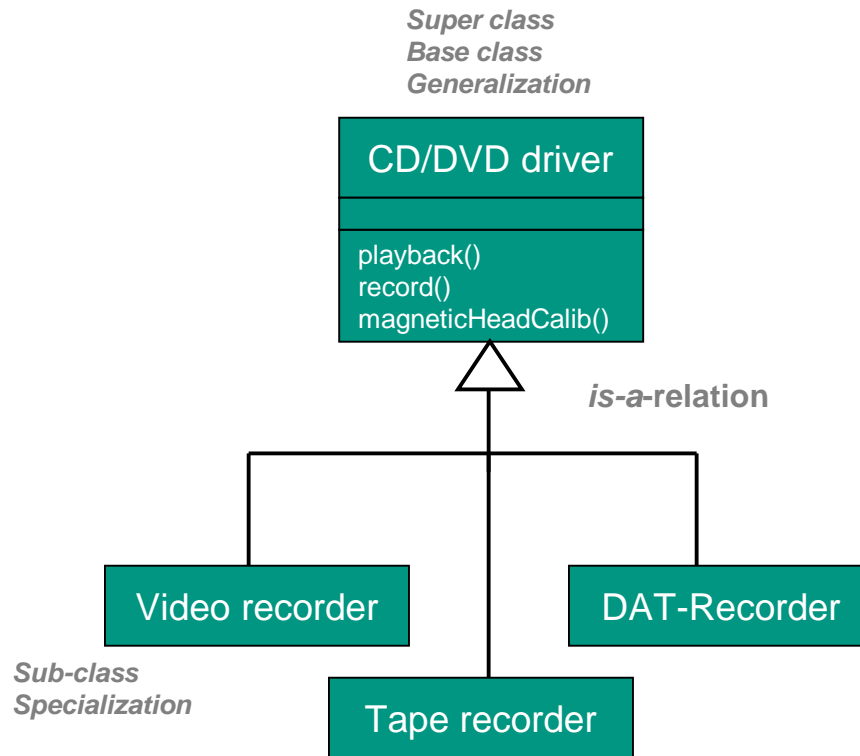 Super class
Base class
Generalization
CD/DVD driver
playback()
record()
magneticHeadCalib()
is-a-relation
Video recorder
DAT-Recorder
Sub-class
Specialization
Tape recorder